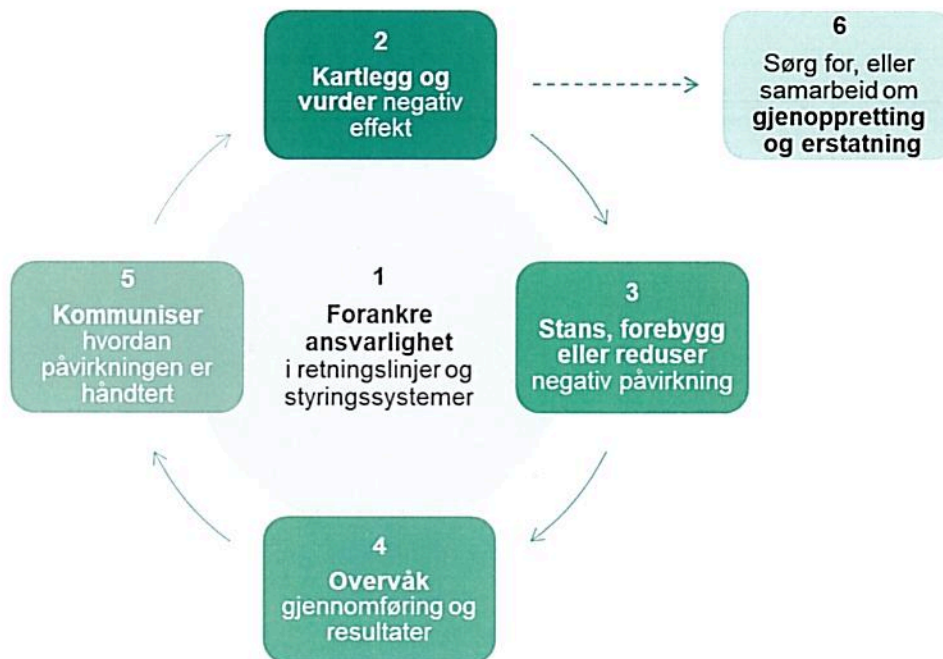 1
Forankre
ansvarlighet
i retningslinjer og
styringssystemer
2
Kartlegg og
vurder negativ
effekt
3
Stans, forebygg
eller reduser
negativ påvirkning
4
Overvåk
gjennomføring og
resultater
5
Kommuniser
hvordan
påvirkningen er
håndtert
6
Sørg for, eller
samarbeid om
gjenoppretting
og erstatning